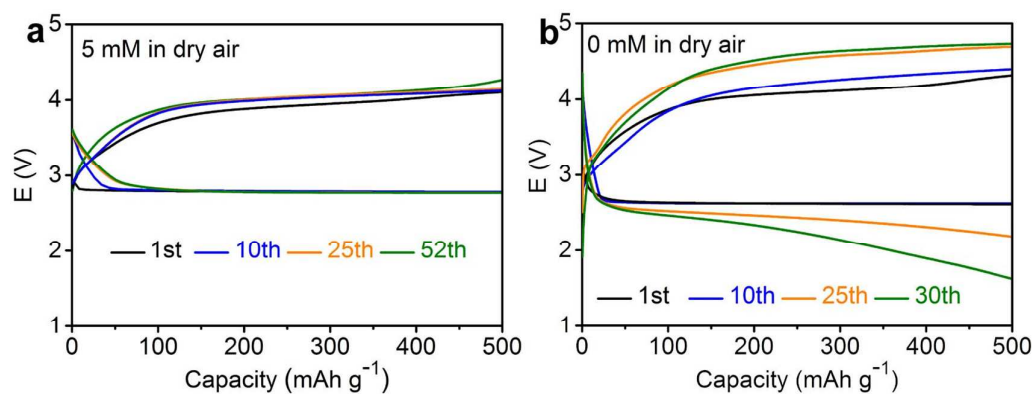 a
5 mM in dry air
E (V)
5
4
3
2
1
1st 10th 25th 52th
0 100 200 300 400 500
Capacity (mAh g⁻¹)
b
0 mM in dry air
E (V)
5
4
3
2
1
1st 10th 25th 30th
0 100 200 300 400 500
Capacity (mAh g⁻¹)